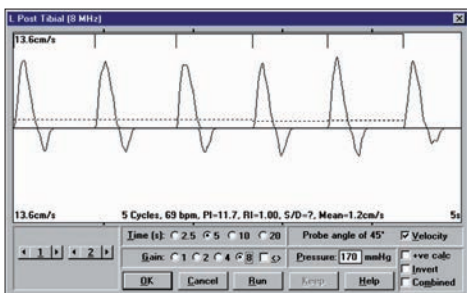 L Post Tibial (8 MHz)
13.6cm/s
13.6cm/s 5 Cycles, 69 bpm, PI=11.7, RI=1.00, S/D=?, Mean=1.2cm/s 5s
Time (s): 2.5 5 10 20 Probe angle of 45° Velocity
1 2 Gain: 1 2 4 8 <> Pressure: 170 mmHg +ve calc
Invert
OK Cancel Run Keep Help Combined